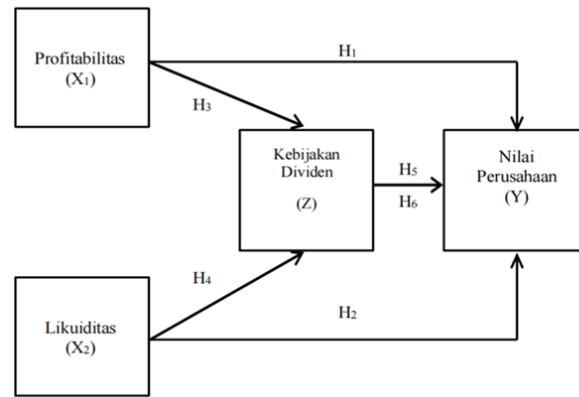 Profitabilitas
(X₁)
H₁
H₃
Kebijakan
Dividen
(Z)
H₅
H₆
Nilai
Perusahaan
(Y)
H₄
Likuiditas
(X₂)
H₂